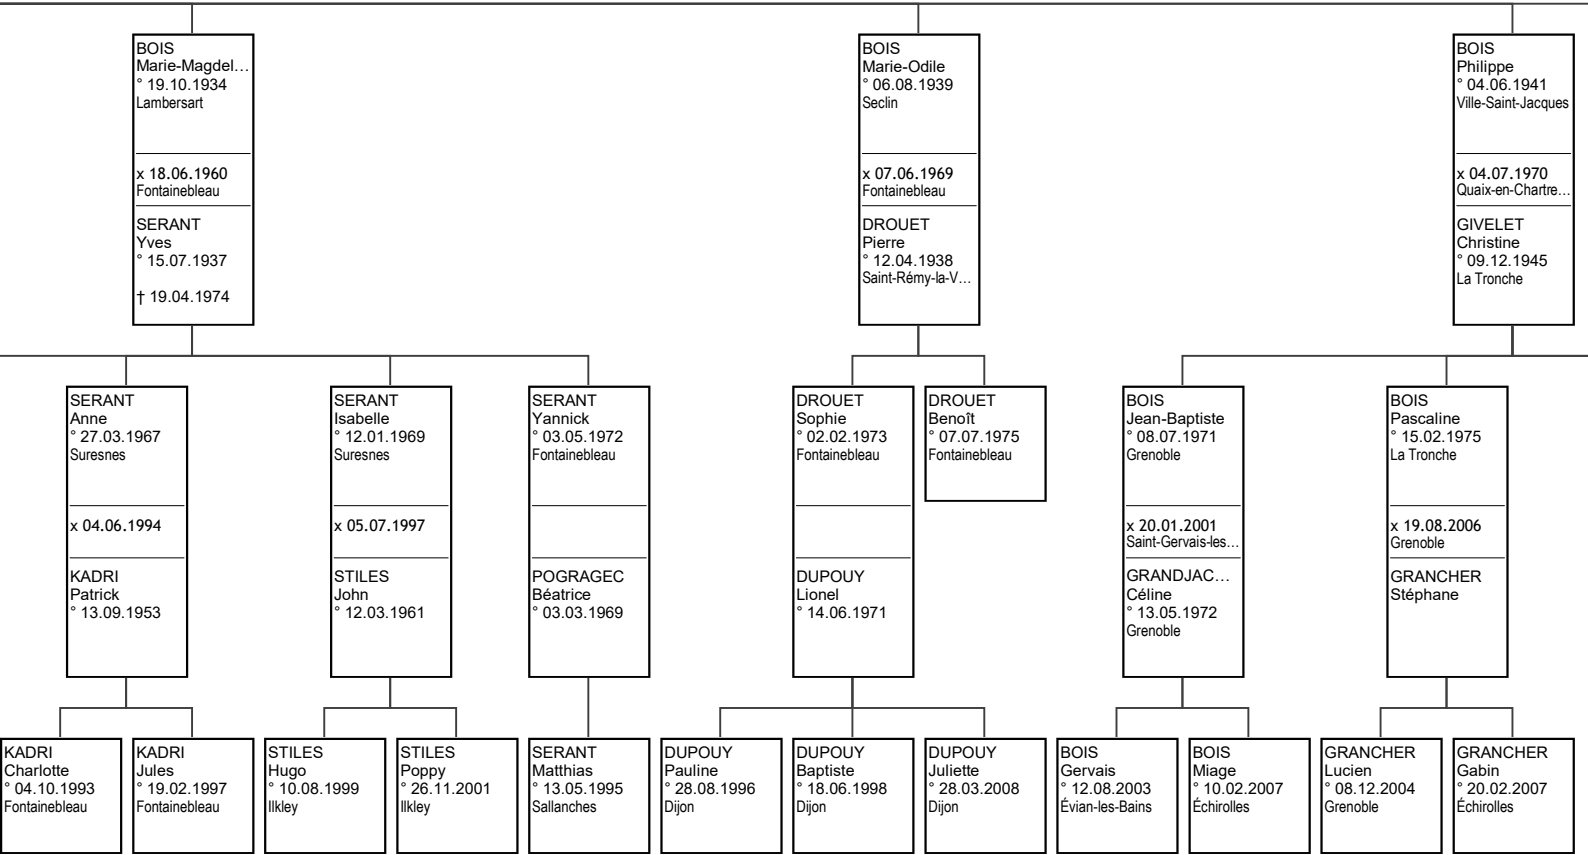 BOIS
Marie-Magdel...
° 19.10.1934
Lambersart
x 18.06.1960
Fontainebleau
SERANT
Yves
° 15.07.1937
† 19.04.1974
BOIS
Marie-Odile
° 06.08.1939
Seclin
x 07.06.1969
Fontainebleau
DROUET
Pierre
° 12.04.1938
Saint-Rémy-la-V...
BOIS
Philippe
° 04.06.1941
Ville-Saint-Jacques
x 04.07.1970
Quaix-en-Chartre...
GIVELET
Christine
° 09.12.1945
La Tronche
SERANT
Anne
° 27.03.1967
Suresnes
x 04.06.1994
KADRI
Patrick
° 13.09.1953
SERANT
Isabelle
° 12.01.1969
Suresnes
x 05.07.1997
STILES
John
° 12.03.1961
SERANT
Yannick
° 03.05.1972
Fontainebleau
POGRAGEC
Béatrice
° 03.03.1969
DROUET
Sophie
° 02.02.1973
Fontainebleau
DUPOUY
Lionel
° 14.06.1971
DROUET
Benoît
° 07.07.1975
Fontainebleau
BOIS
Jean-Baptiste
° 08.07.1971
Grenoble
x 20.01.2001
Saint-Gervais-les...
GRANDJAC...
Céline
° 13.05.1972
Grenoble
BOIS
Pascaline
° 15.02.1975
La Tronche
x 19.08.2006
Grenoble
GRANCHER
Stéphane
KADRI
Charlotte
° 04.10.1993
Fontainebleau
KADRI
Jules
° 19.02.1997
Fontainebleau
STILES
Hugo
° 10.08.1999
Ilkley
STILES
Poppy
° 26.11.2001
Ilkley
SERANT
Matthias
° 13.05.1995
Sallanches
DUPOUY
Pauline
° 28.08.1996
Dijon
DUPOUY
Baptiste
° 18.06.1998
Dijon
DUPOUY
Juliette
° 28.03.2008
Dijon
BOIS
Gervais
° 12.08.2003
Évian-les-Bains
BOIS
Miage
° 10.02.2007
Échirolles
GRANCHER
Lucien
° 08.12.2004
Grenoble
GRANCHER
Gabin
° 20.02.2007
Échirolles